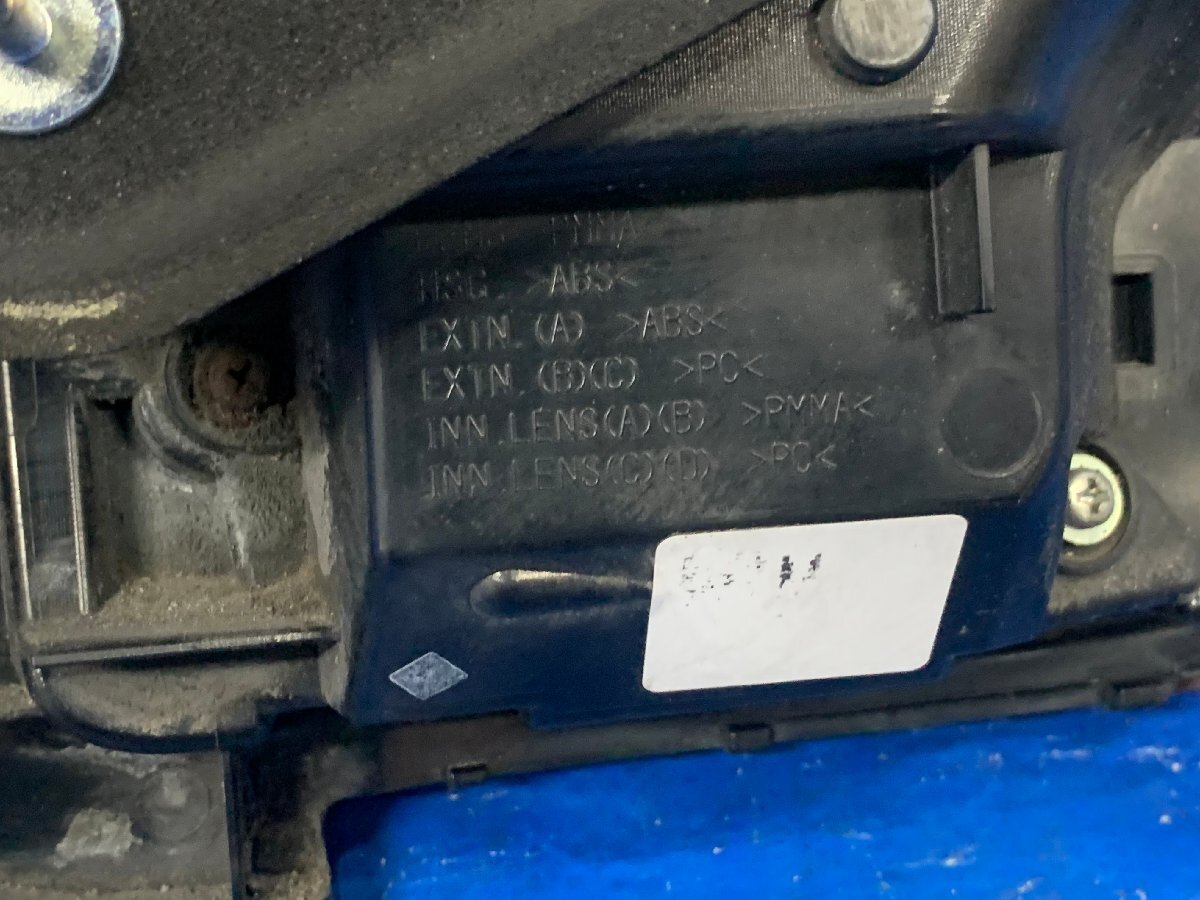 PMMA
HSG. >ABS<
EXTN.(A) >ABS<
EXTN.(B)(C) >PC<
INN.LENS(A)(B) >PMMA<
INN.LENS(C)(D) >PC<